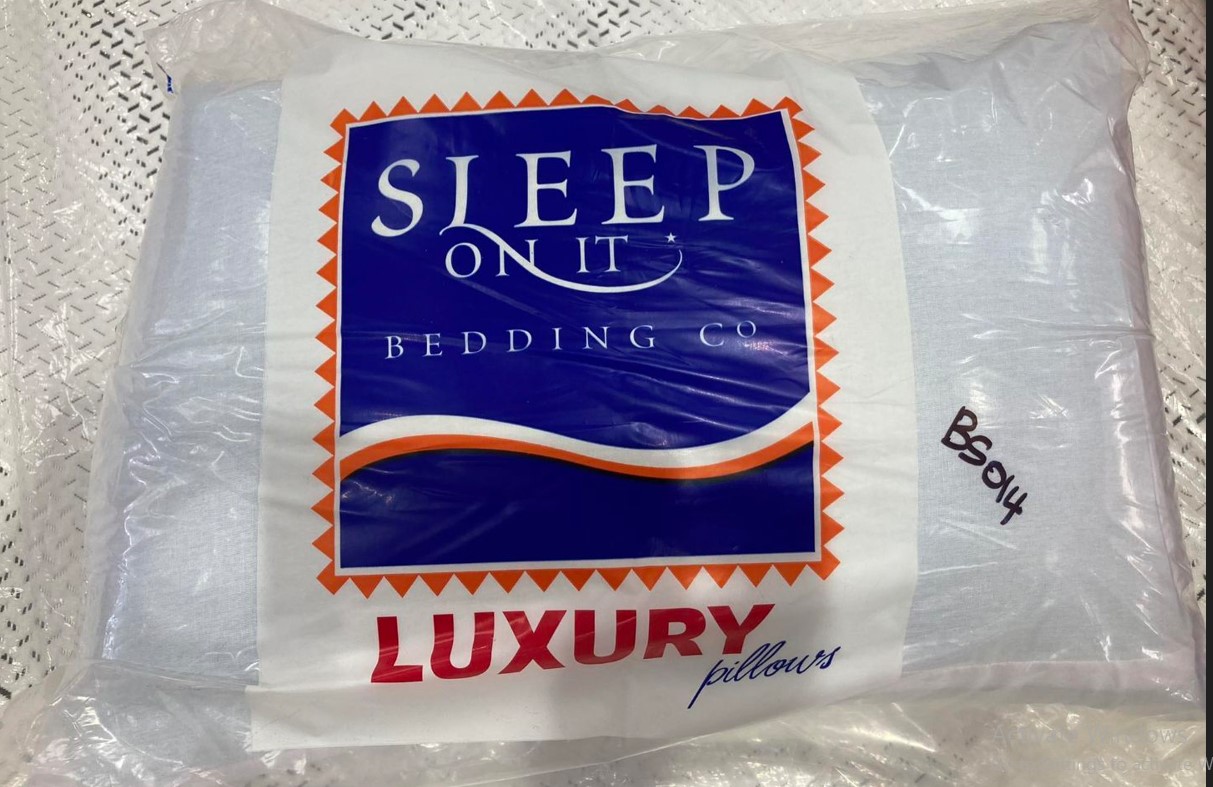 SLEEP
ON IT
BEDDING CO
BS014
LUXURY
pillows